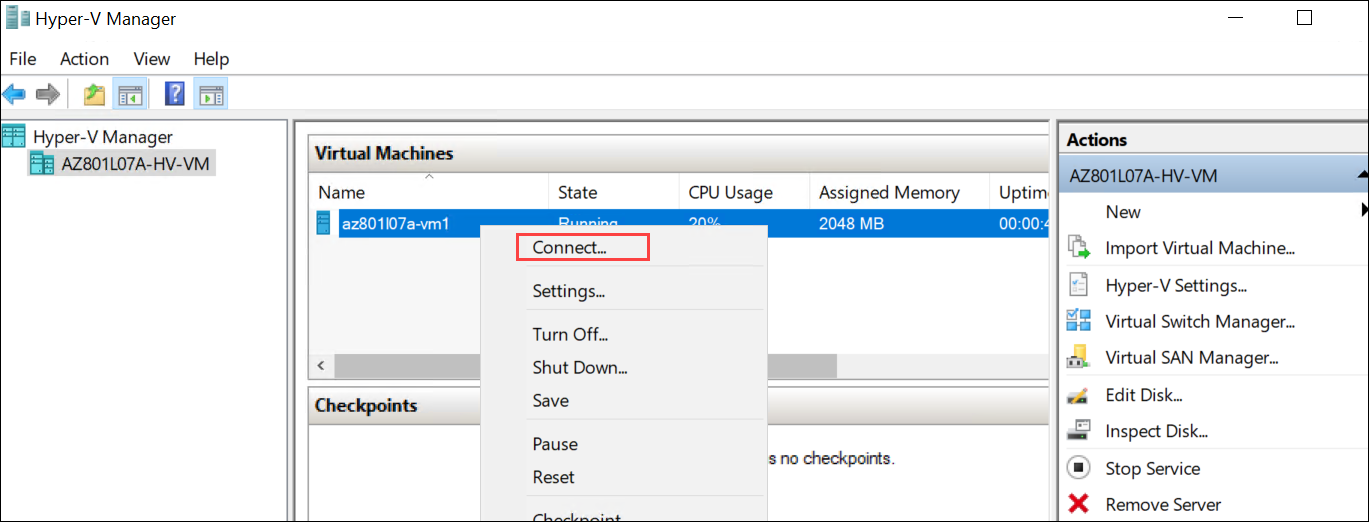 Hyper-V Manager
File Action View Help
Hyper-V Manager
AZ801L07A-HV-VM
Virtual Machines
Name State CPU Usage Assigned Memory Uptim
az801l07a-vm1 Running 20% 2048 MB 00:00:4
Connect...
Settings...
Turn Off...
Shut Down...
Save
Pause
Reset
Checkpoint
Checkpoints
s no checkpoints.
Actions
AZ801L07A-HV-VM
New
Import Virtual Machine...
Hyper-V Settings...
Virtual Switch Manager...
Virtual SAN Manager...
Edit Disk...
Inspect Disk...
Stop Service
Remove Server